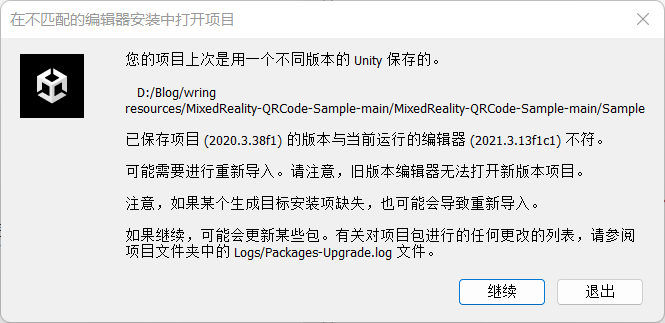 在不匹配的编辑器安装中打开项目
您的项目上次是用一个不同版本的 Unity 保存的。
D:/Blog/wring
resources/MixedReality-QRCode-Sample-main/MixedReality-QRCode-Sample-main/Sample
已保存项目 (2020.3.38f1) 的版本与当前运行的编辑器 (2021.3.13f1c1) 不符。
可能需要进行重新导入。请注意，旧版本编辑器无法打开新版本项目。
注意，如果某个生成目标安装项缺失，也可能会导致重新导入。
如果继续，可能会更新某些包。有关对项目包进行的任何更改的列表，请参阅
项目文件夹中的 Logs/Packages-Upgrade.log 文件。
继续
退出